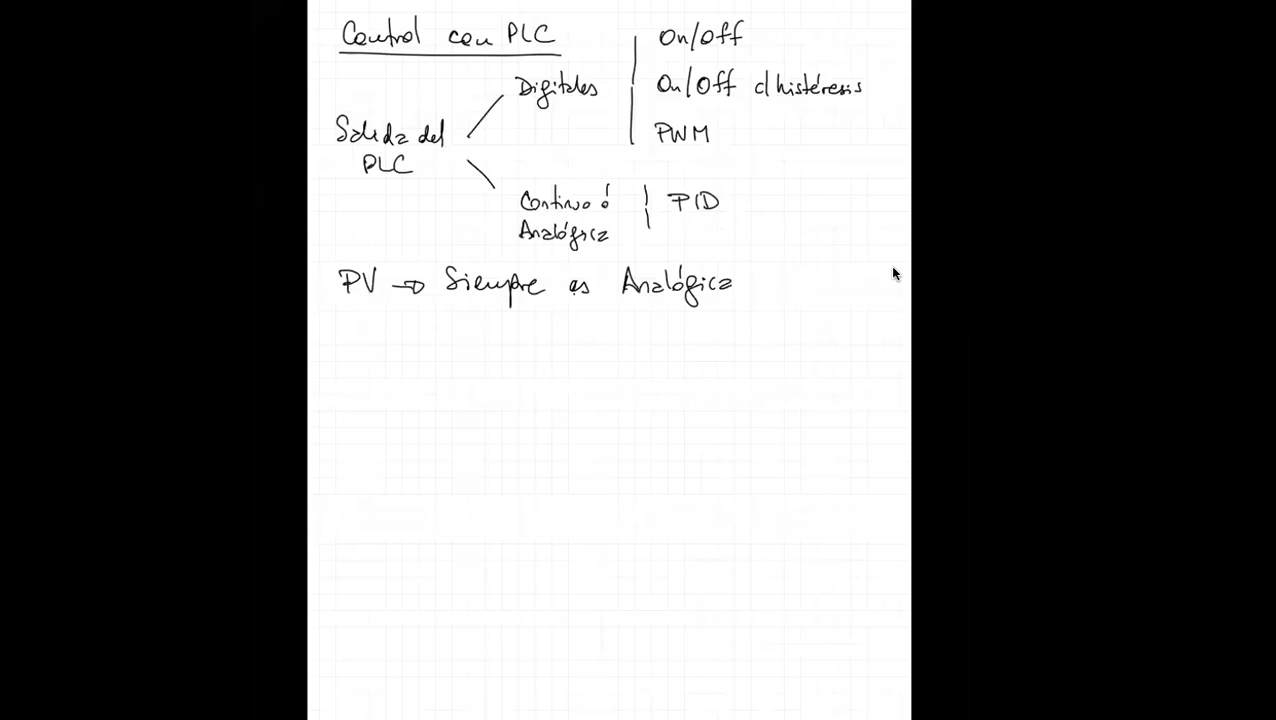 Control con PLC
On/Off
Digitales
On/Off c/histéresis
Salida del
PLC
PWM
Continuo ó
Analógica
PID
PV → Siempre es Analógica